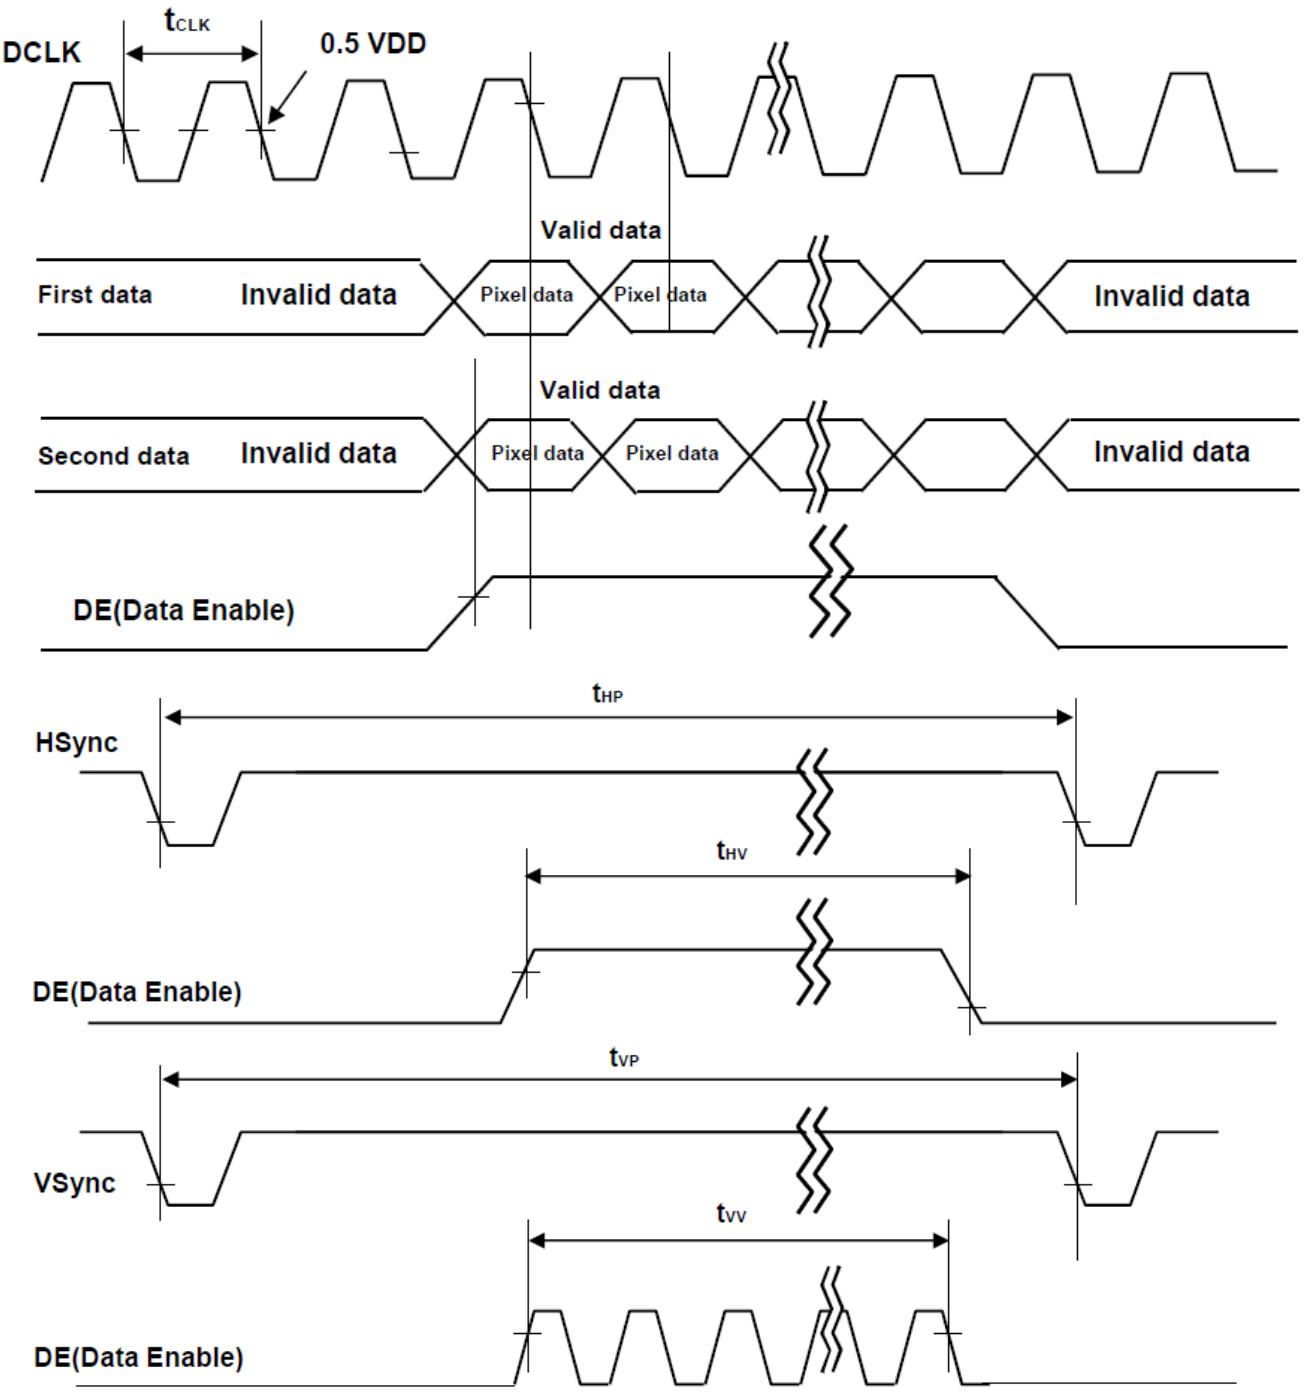 tCLK
DCLK
0.5 VDD
Valid data
First data Invalid data Pixel data Pixel data Invalid data
Valid data
Second data Invalid data Pixel data Pixel data Invalid data
DE(Data Enable)
tHP
HSync
tHV
DE(Data Enable)
tVP
VSync
tVV
DE(Data Enable)